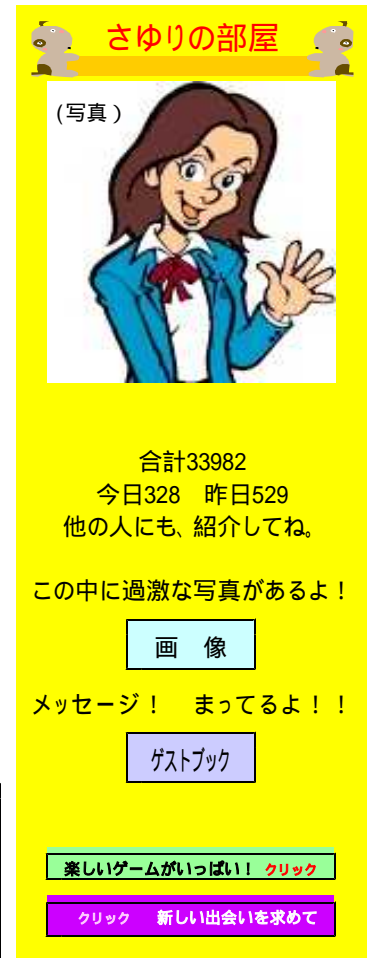 さゆりの部屋
(写真)
合計33982
今日328　昨日529
他の人にも、紹介してね。
この中に過激な写真があるよ！
画　像
メッセージ！　まってるよ！！
ｹﾞｽﾄﾌﾞｯｸ
楽しいゲームがいっぱい！ クリック
クリック　新しい出会いを求めて